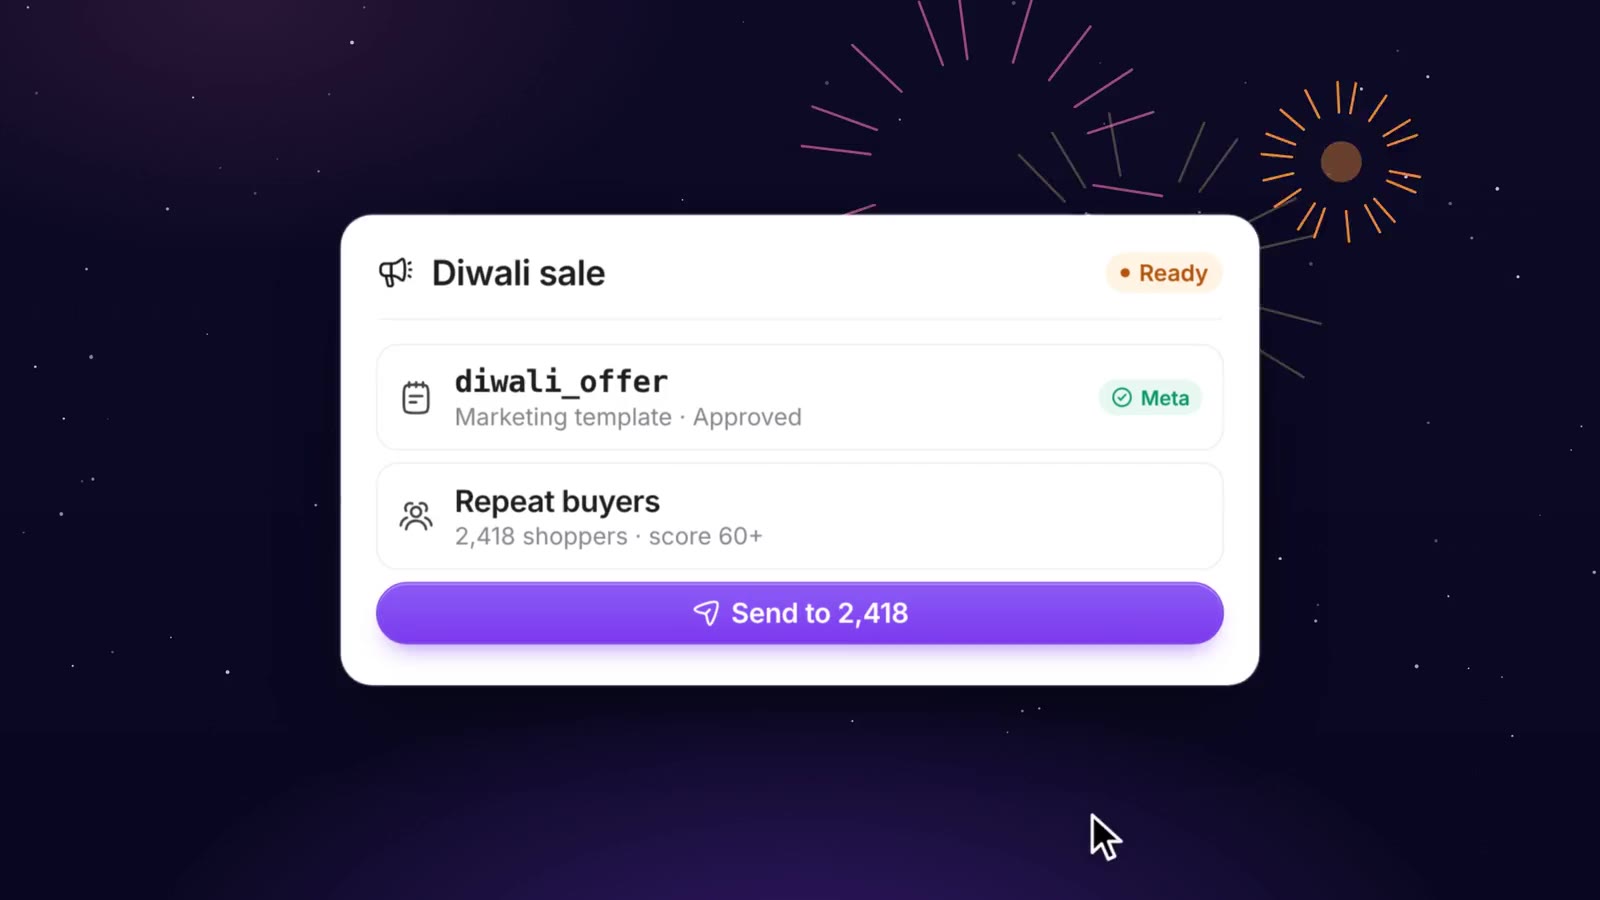 Diwali sale
Ready
diwali_offer
Marketing template · Approved
Meta
Repeat buyers
2,418 shoppers · score 60+
Send to 2,418